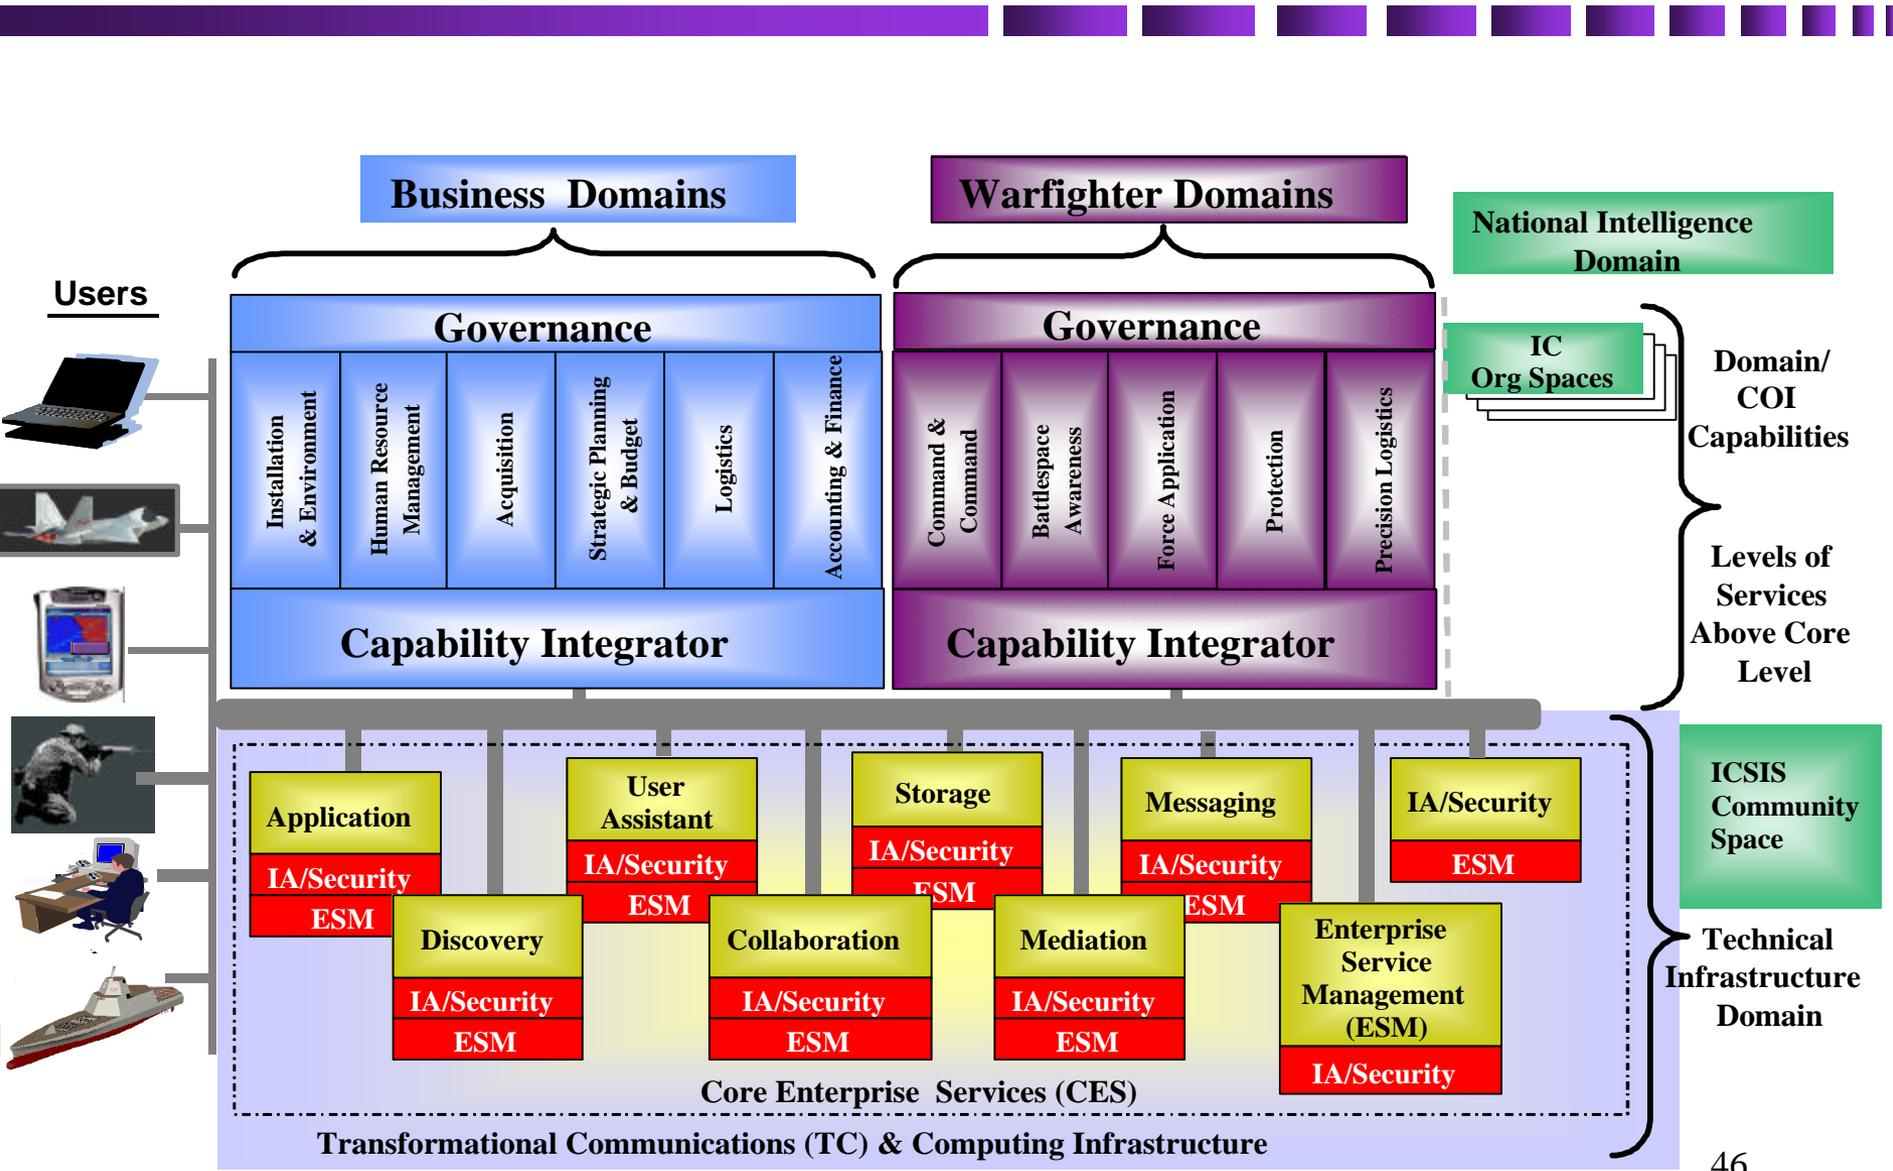 Business Domains
Warfighter Domains
National Intelligence
Domain
Users
Governance
Governance
IC
Org Spaces
Installation
& Environment
Human Resource
Management
Acquisition
Strategic Planning
& Budget
Logistics
Accounting & Finance
Command &
Command
Battlespace
Awareness
Force Application
Protection
Precision Logistics
Domain/
COI
Capabilities
Levels of
Services
Above Core
Level
Capability Integrator
Capability Integrator
Application
IA/Security
ESM
User
Assistant
IA/Security
ESM
Storage
IA/Security
ESM
Messaging
IA/Security
ESM
IA/Security
ESM
ICSIS
Community
Space
Discovery
IA/Security
ESM
Collaboration
IA/Security
ESM
Mediation
IA/Security
ESM
Enterprise
Service
Management
(ESM)
IA/Security
Technical
Infrastructure
Domain
Core Enterprise Services (CES)
Transformational Communications (TC) & Computing Infrastructure
46